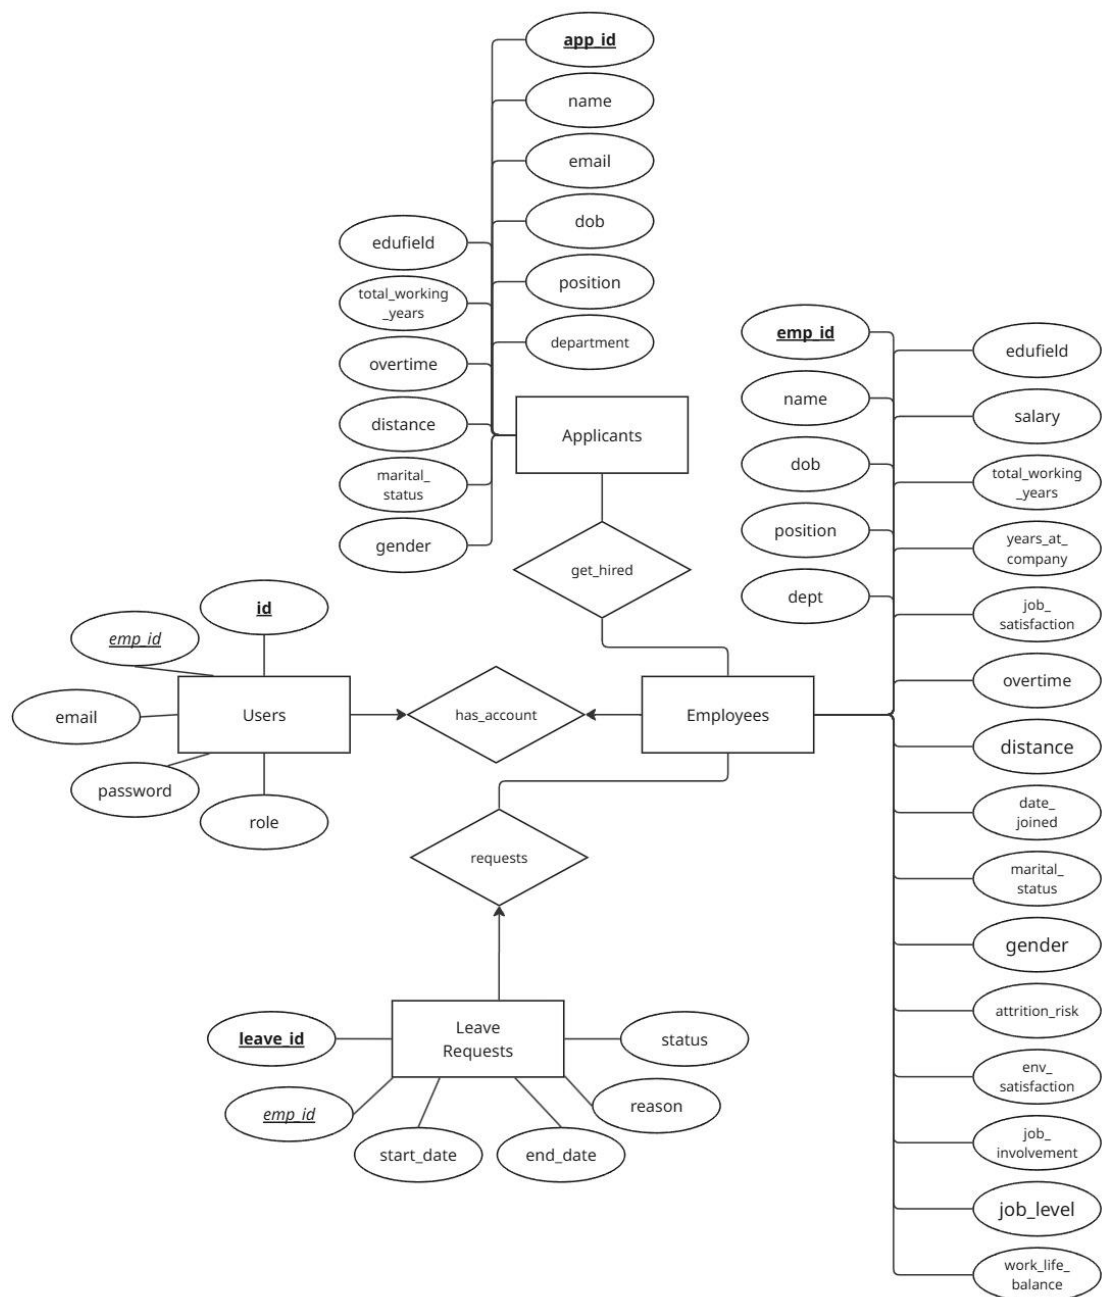 app_id
name
email
dob
position
department
edufield
total_working
_years
overtime
distance
marital_
status
gender
Applicants
get_hired
emp_id
name
dob
position
dept
edufield
salary
total_working
_years
years_at_
company
job_
satisfaction
overtime
distance
date_
joined
marital_
status
gender
attrition_risk
env_
satisfaction
job_
involvement
job_level
work_life_
balance
id
emp_id
email
password
role
Users
has_account
Employees
requests
Leave
Requests
leave_id
emp_id
start_date
end_date
reason
status